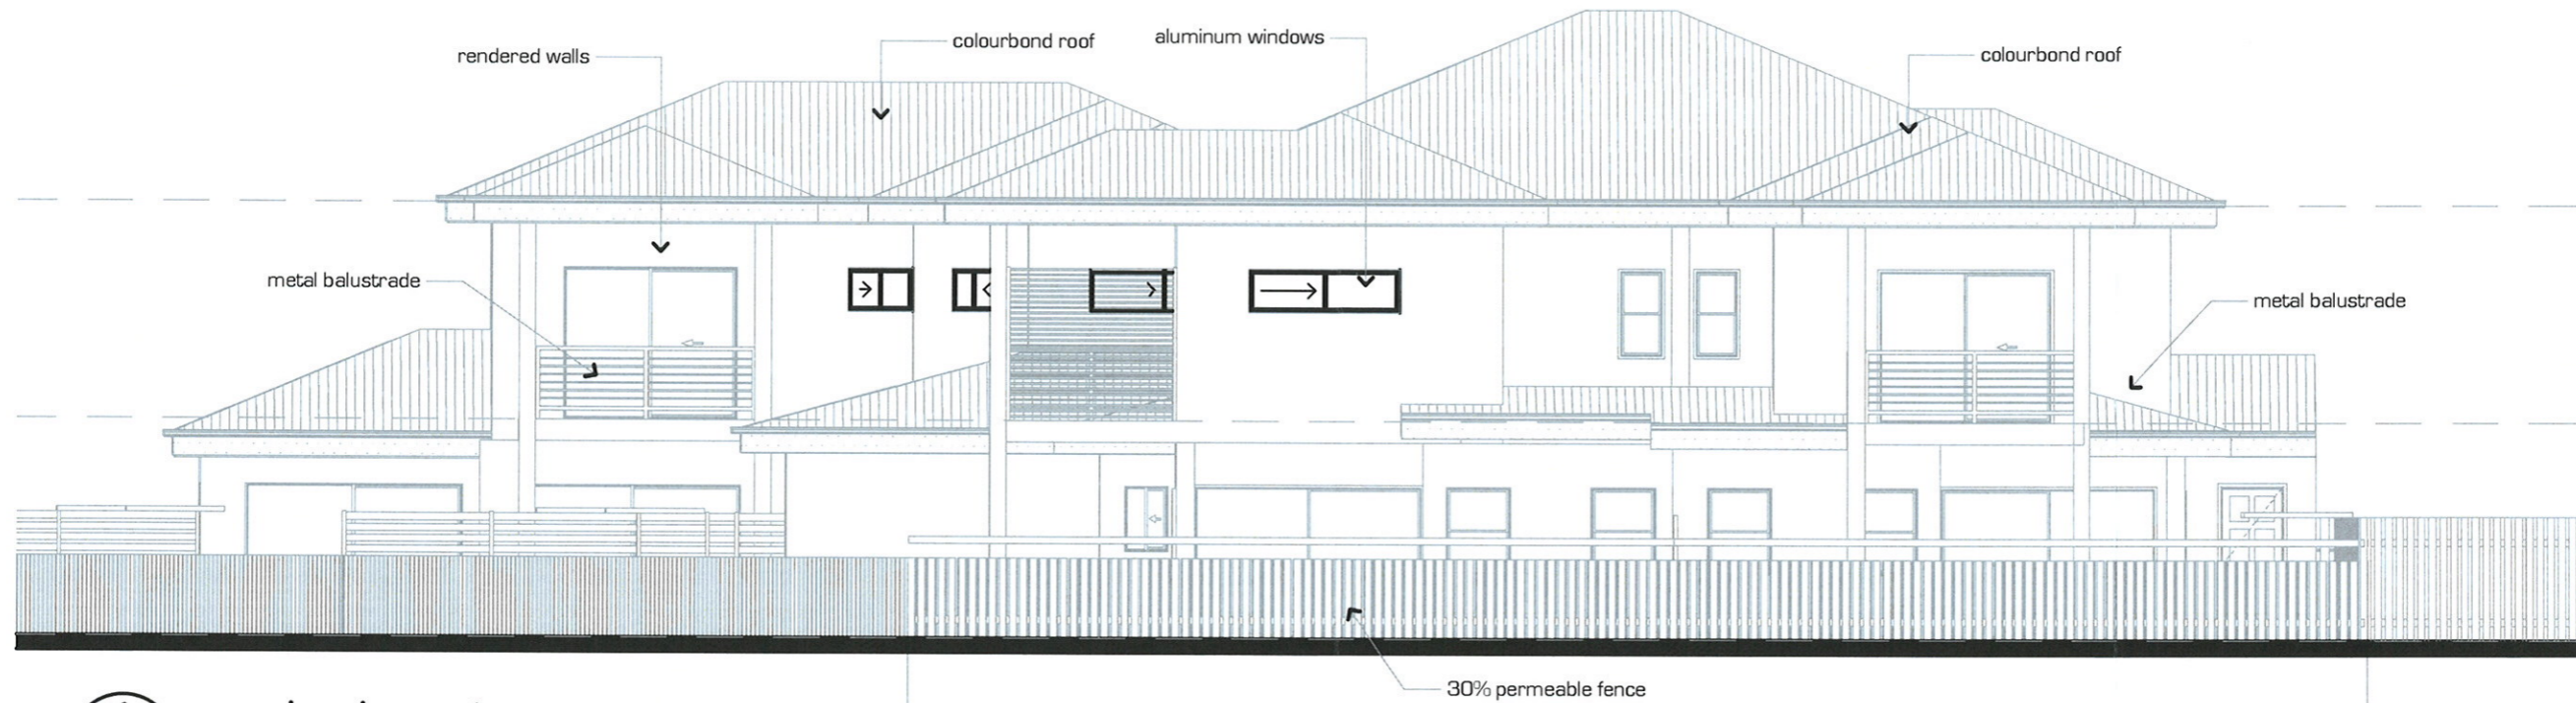 colourbond roof
aluminum windows
rendered walls
colourbond roof
metal balustrade
metal balustrade
30% permeable fence